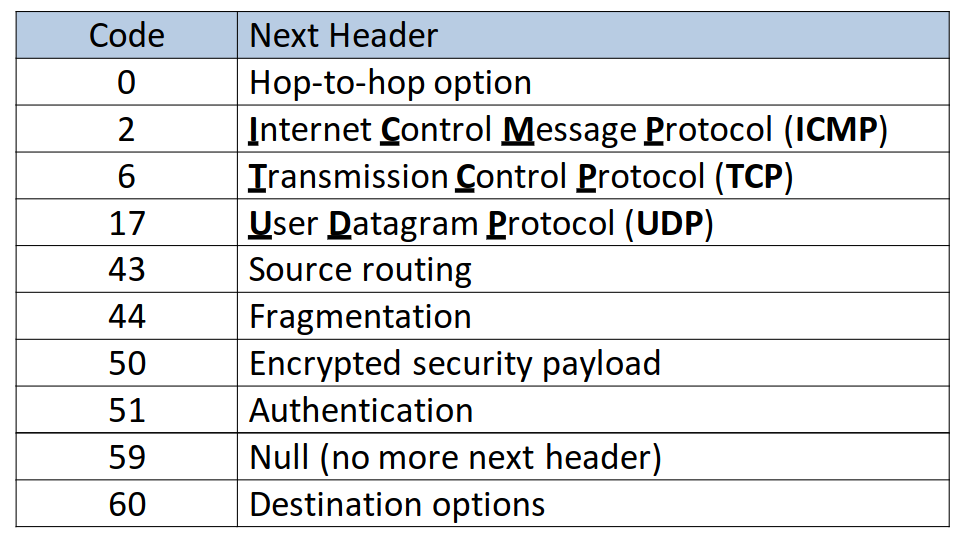 Code Next Header
0 Hop-to-hop option
2 Internet Control Message Protocol (ICMP)
6 Transmission Control Protocol (TCP)
17 User Datagram Protocol (UDP)
43 Source routing
44 Fragmentation
50 Encrypted security payload
51 Authentication
59 Null (no more next header)
60 Destination options